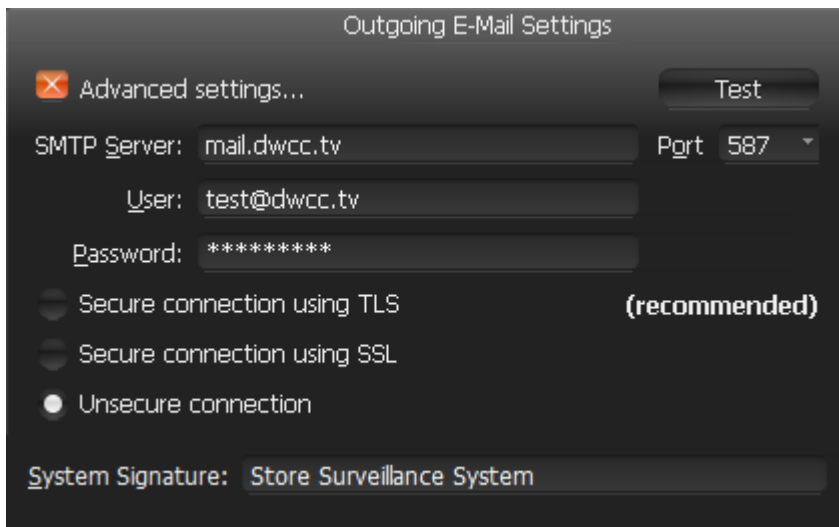 Outgoing E-Mail Settings
Advanced settings... Test
SMTP Server: mail.dwcc.tv Port 587
User: test@dwcc.tv
Password: *********
Secure connection using TLS (recommended)
Secure connection using SSL
Unsecure connection
System Signature: Store Surveillance System